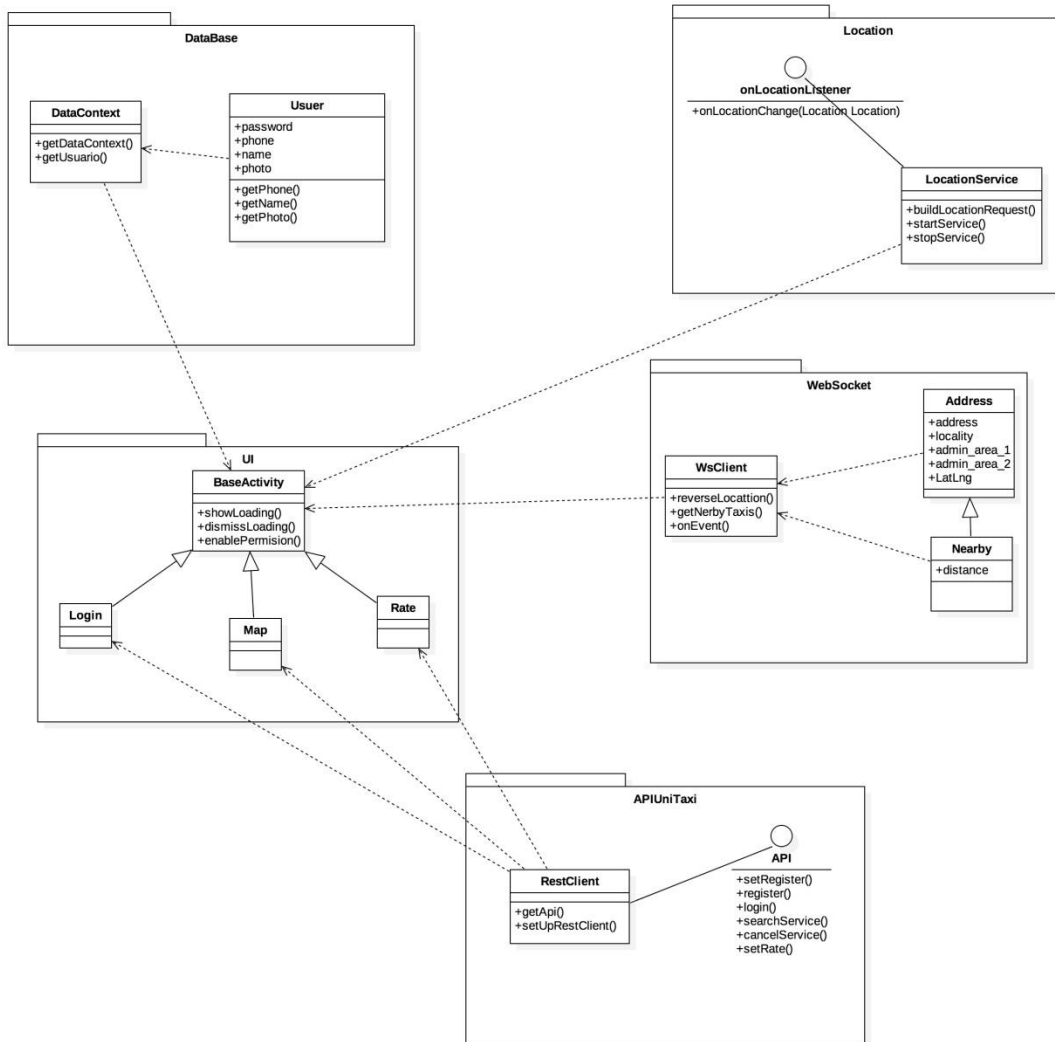 DataBase
DataContext
+getDataContext()
+getUsuario()
Usuer
+password
+phone
+name
+photo
+getPhone()
+getName()
+getPhoto()
Location
onLocationListener
+onLocationChange(Location Location)
LocationService
+buildLocationRequest()
+startService()
+stopService()
UI
BaseActivity
+showLoading()
+dismissLoading()
+enablePermision()
Login
Map
Rate
WebSocket
WsClient
+reverseLocattion()
+getNerbyTaxis()
+onEvent()
Address
+address
+locality
+admin_area_1
+admin_area_2
+LatLng
Nearby
+distance
APIUniTaxi
RestClient
+getApi()
+setUpRestClient()
API
+setRegister()
+register()
+login()
+searchService()
+cancelService()
+setRate()